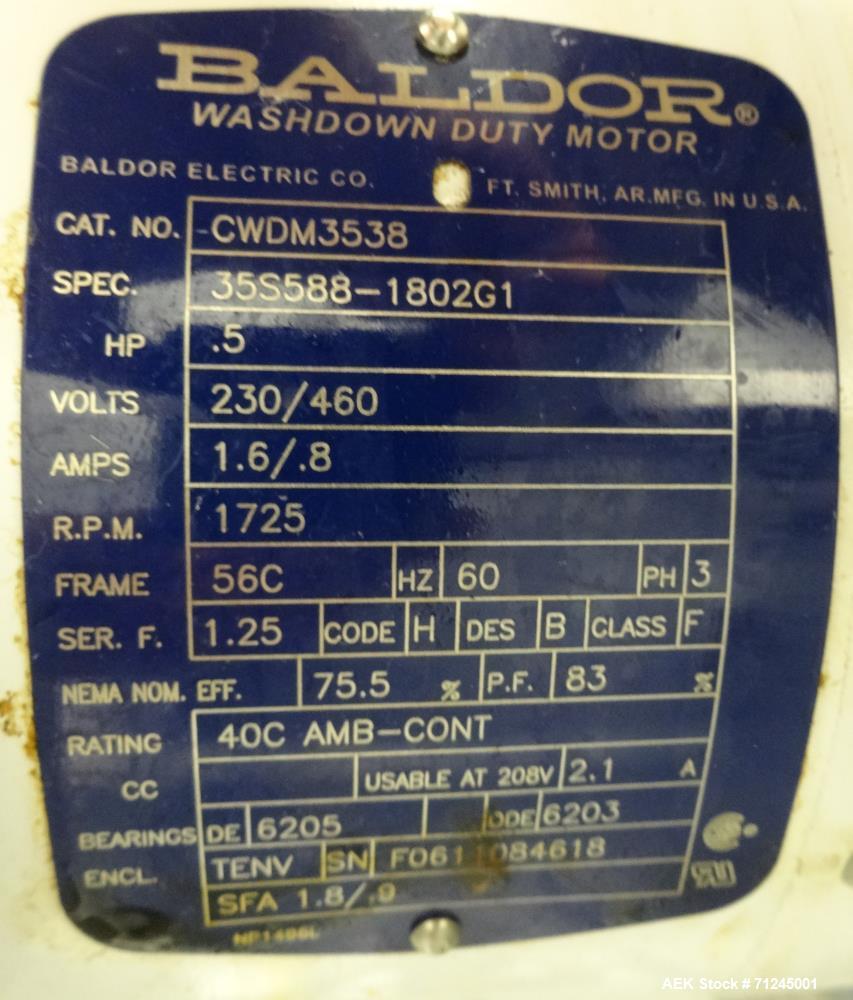 BALDOR®
WASHDOWN DUTY MOTOR
BALDOR ELECTRIC CO. FT. SMITH, AR. MFG. IN U.S.A.
CAT. NO. CWDM3538
SPEC. 35S588-1802G1
HP .5
VOLTS 230/460
AMPS 1.6/.8
R.P.M. 1725
FRAME 56C HZ 60 PH 3
SER. F. 1.25 CODE H DES B CLASS F
NEMA NOM. EFF. 75.5 % P.F. 83 %
RATING 40C AMB-CONT
CC USABLE AT 208V 2.1 A
BEARINGS DE 6205 ODE 6203
ENCL. TENV SN
SFA 1.8/.9
AEK Stock # 71245001